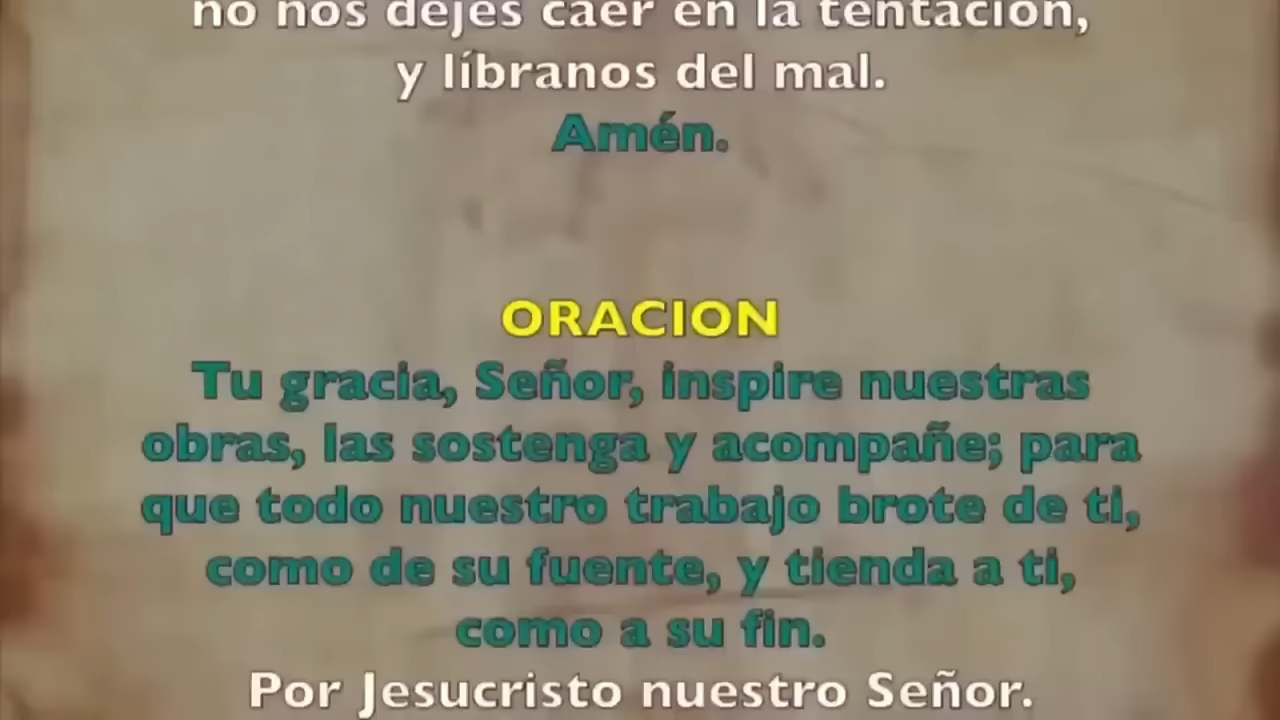 no nos dejes caer en la tentación,
y líbranos del mal.
Amén.
ORACION
Tu gracia, Señor, inspire nuestras
obras, las sostenga y acompañe; para
que todo nuestro trabajo brote de ti,
como de su fuente, y tienda a ti,
como a su fin.
Por Jesucristo nuestro Señor.